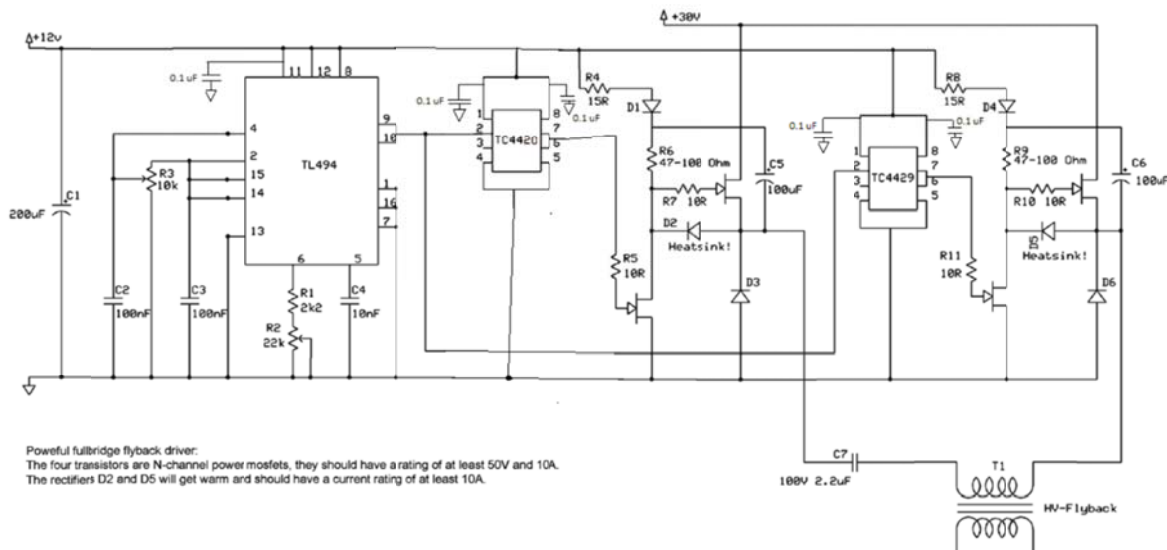 +30V
+12v
0.1uF
11 12 8
4
2
15
14
13
9
10
1
16
7
6 5
TL494
R3
10k
C1
200uF
C2
100nF
C3
100nF
R1
2k2
R2
22k
C4
10nF
0.1uF
0.1uF
1
2
3
4
8
7
6
5
TC4420
R4
15R
D1
R6
47-100 Ohm
R7 10R
C5
100uF
D2
Heatsink!
R5
10R
D3
0.1uF
0.1uF
1
2
3
4
8
7
6
5
TC4429
R8
15R
D4
R9
47-100 Ohm
R10 10R
C6
100uF
D5
Heatsink!
R11
10R
D6
C7
100V 2.2uF
T1
HV-Flyback
Poweful fullbridge flyback driver:
The four transistors are N-channel power mosfets, they should have a rating of at least 50V and 10A.
The rectifiers D2 and D5 will get warm and should have a current rating of at least 10A.